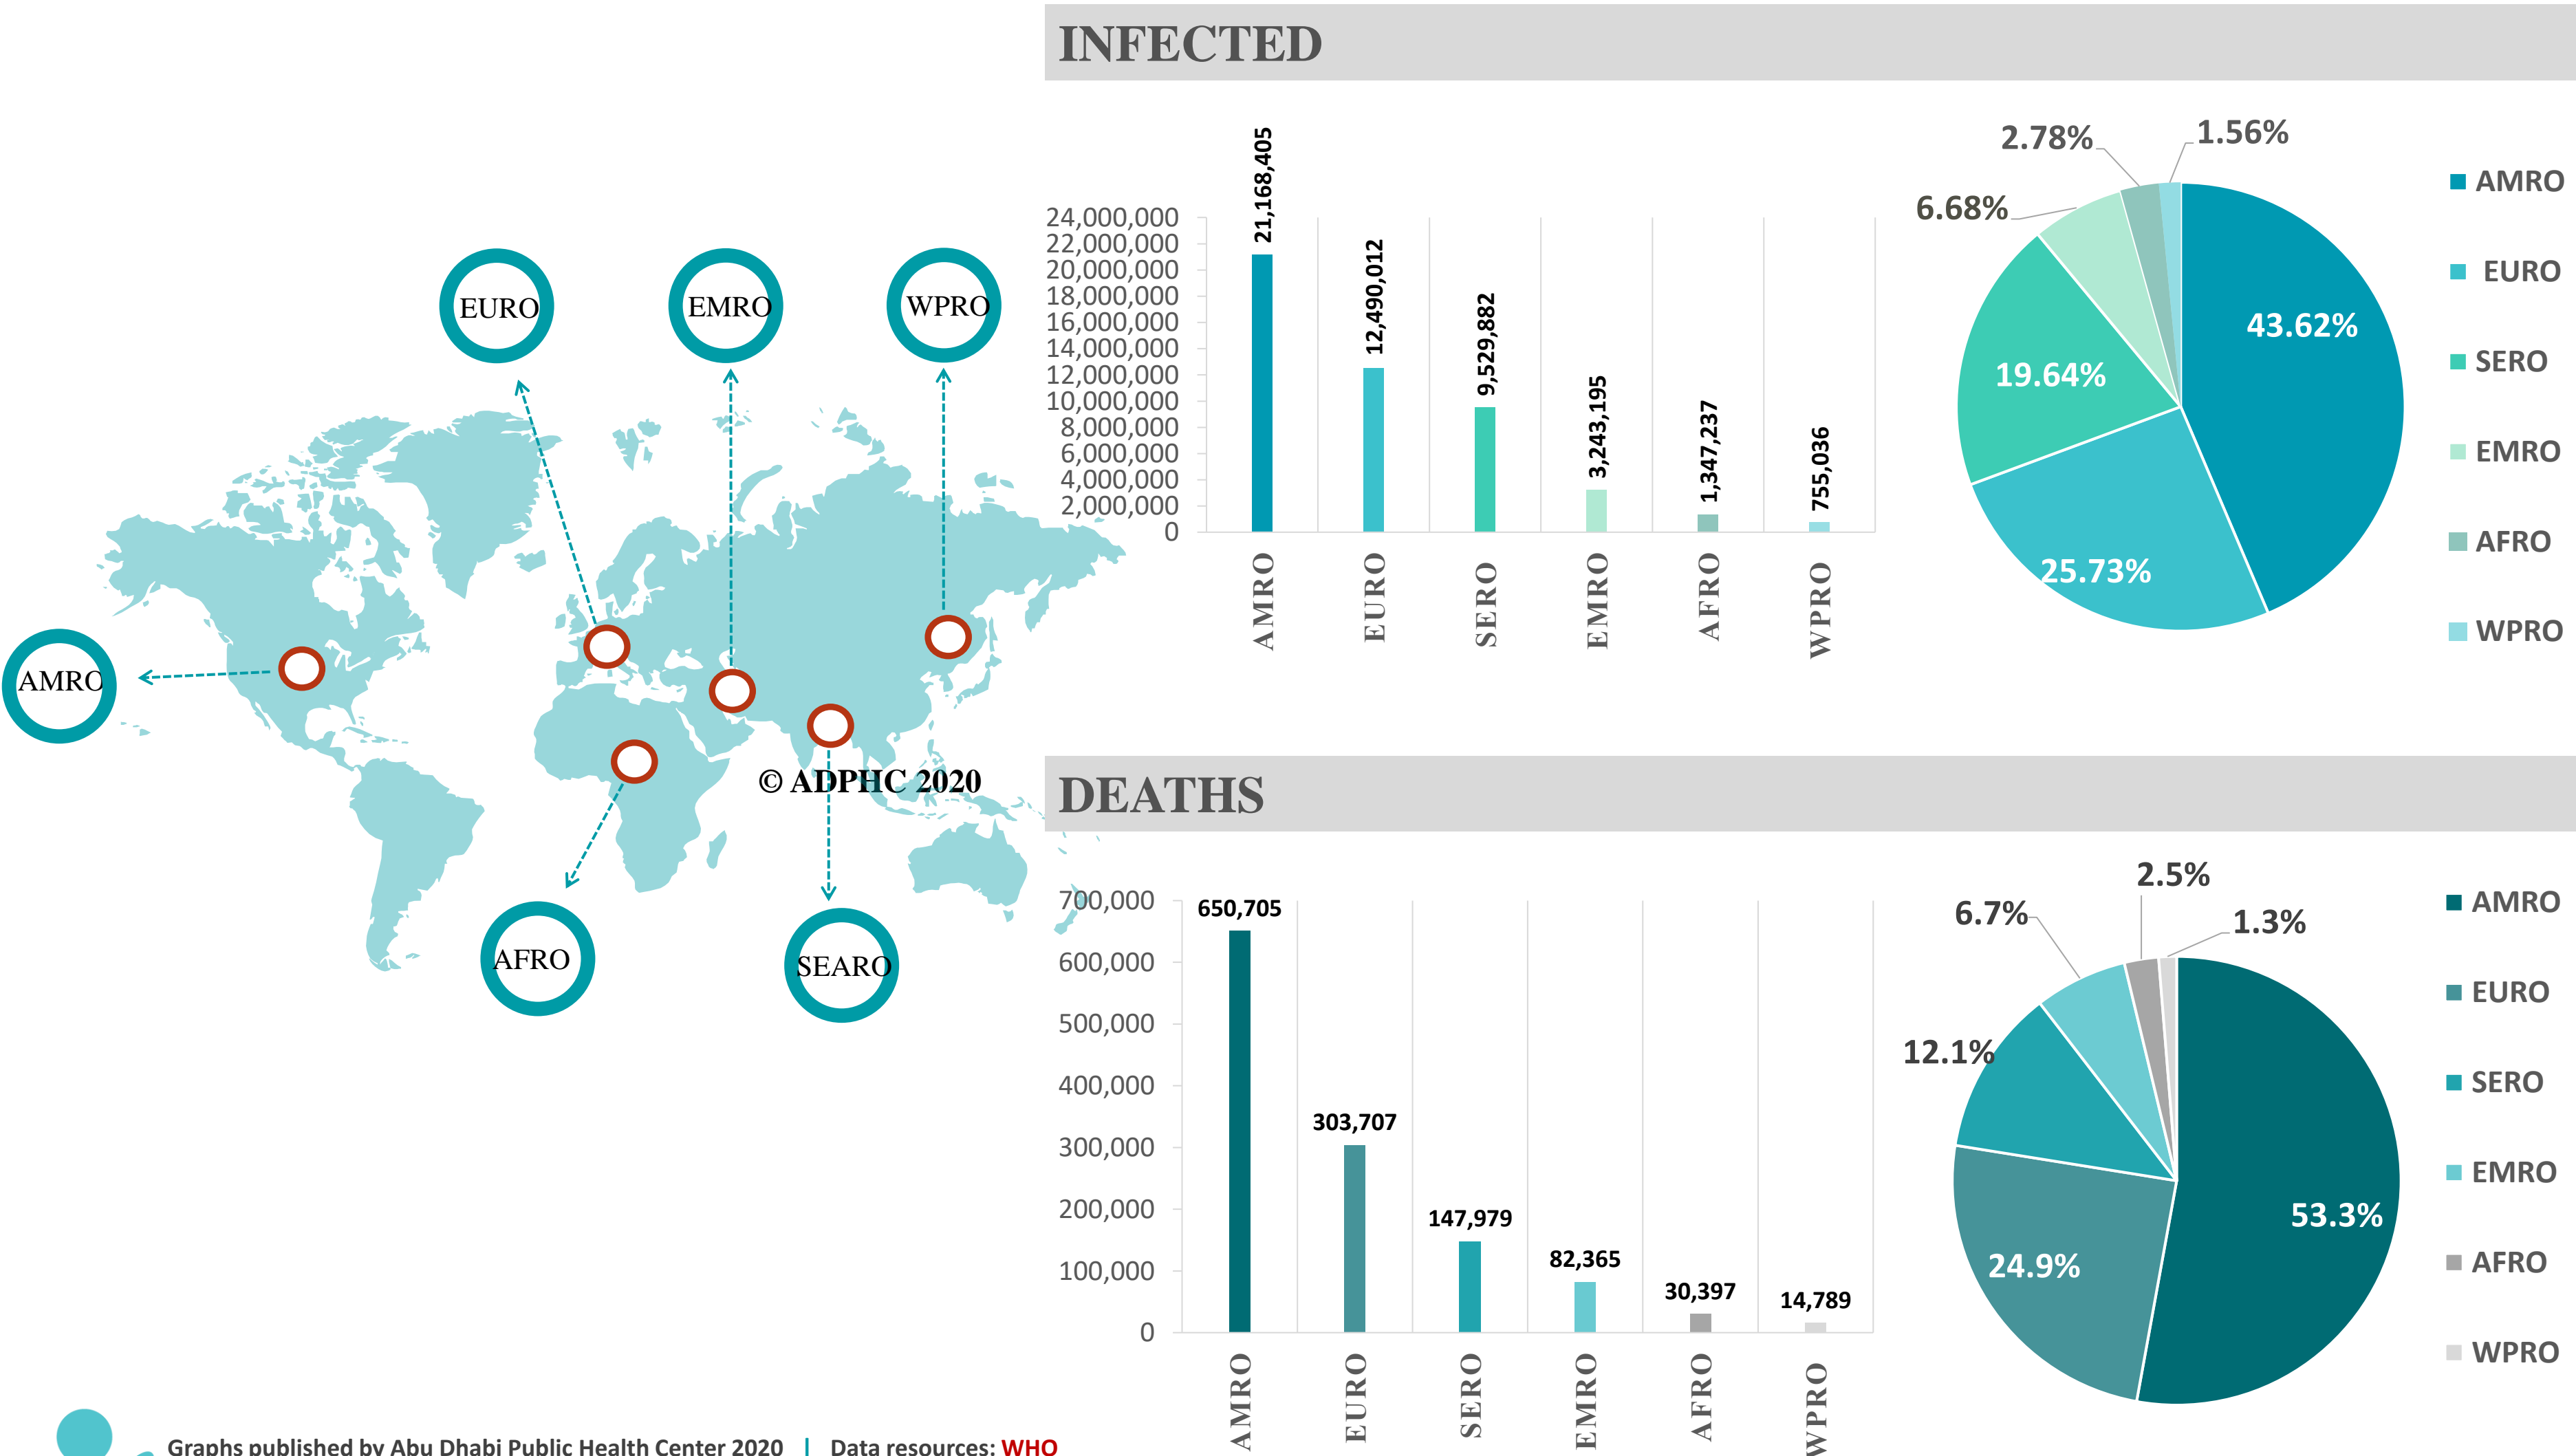 EURO
EMRO
WPRO
AMRO
AFRO
SEARO
© ADPHC 2020
INFECTED
24,000,000
22,000,000
20,000,000
18,000,000
16,000,000
14,000,000
12,000,000
10,000,000
8,000,000
6,000,000
4,000,000
2,000,000
0
21,168,405
12,490,012
9,529,882
3,243,195
1,347,237
755,036
AMRO
EURO
SERO
EMRO
AFRO
WPRO
2.78%
1.56%
6.68%
43.62%
19.64%
25.73%
AMRO
EURO
SERO
EMRO
AFRO
WPRO
DEATHS
700,000
600,000
500,000
400,000
300,000
200,000
100,000
0
650,705
303,707
147,979
82,365
30,397
14,789
AMRO
EURO
SERO
EMRO
AFRO
WPRO
2.5%
6.7%
1.3%
12.1%
53.3%
24.9%
AMRO
EURO
SERO
EMRO
AFRO
WPRO
Graphs published by Abu Dhabi Public Health Center 2020 | Data resources: WHO